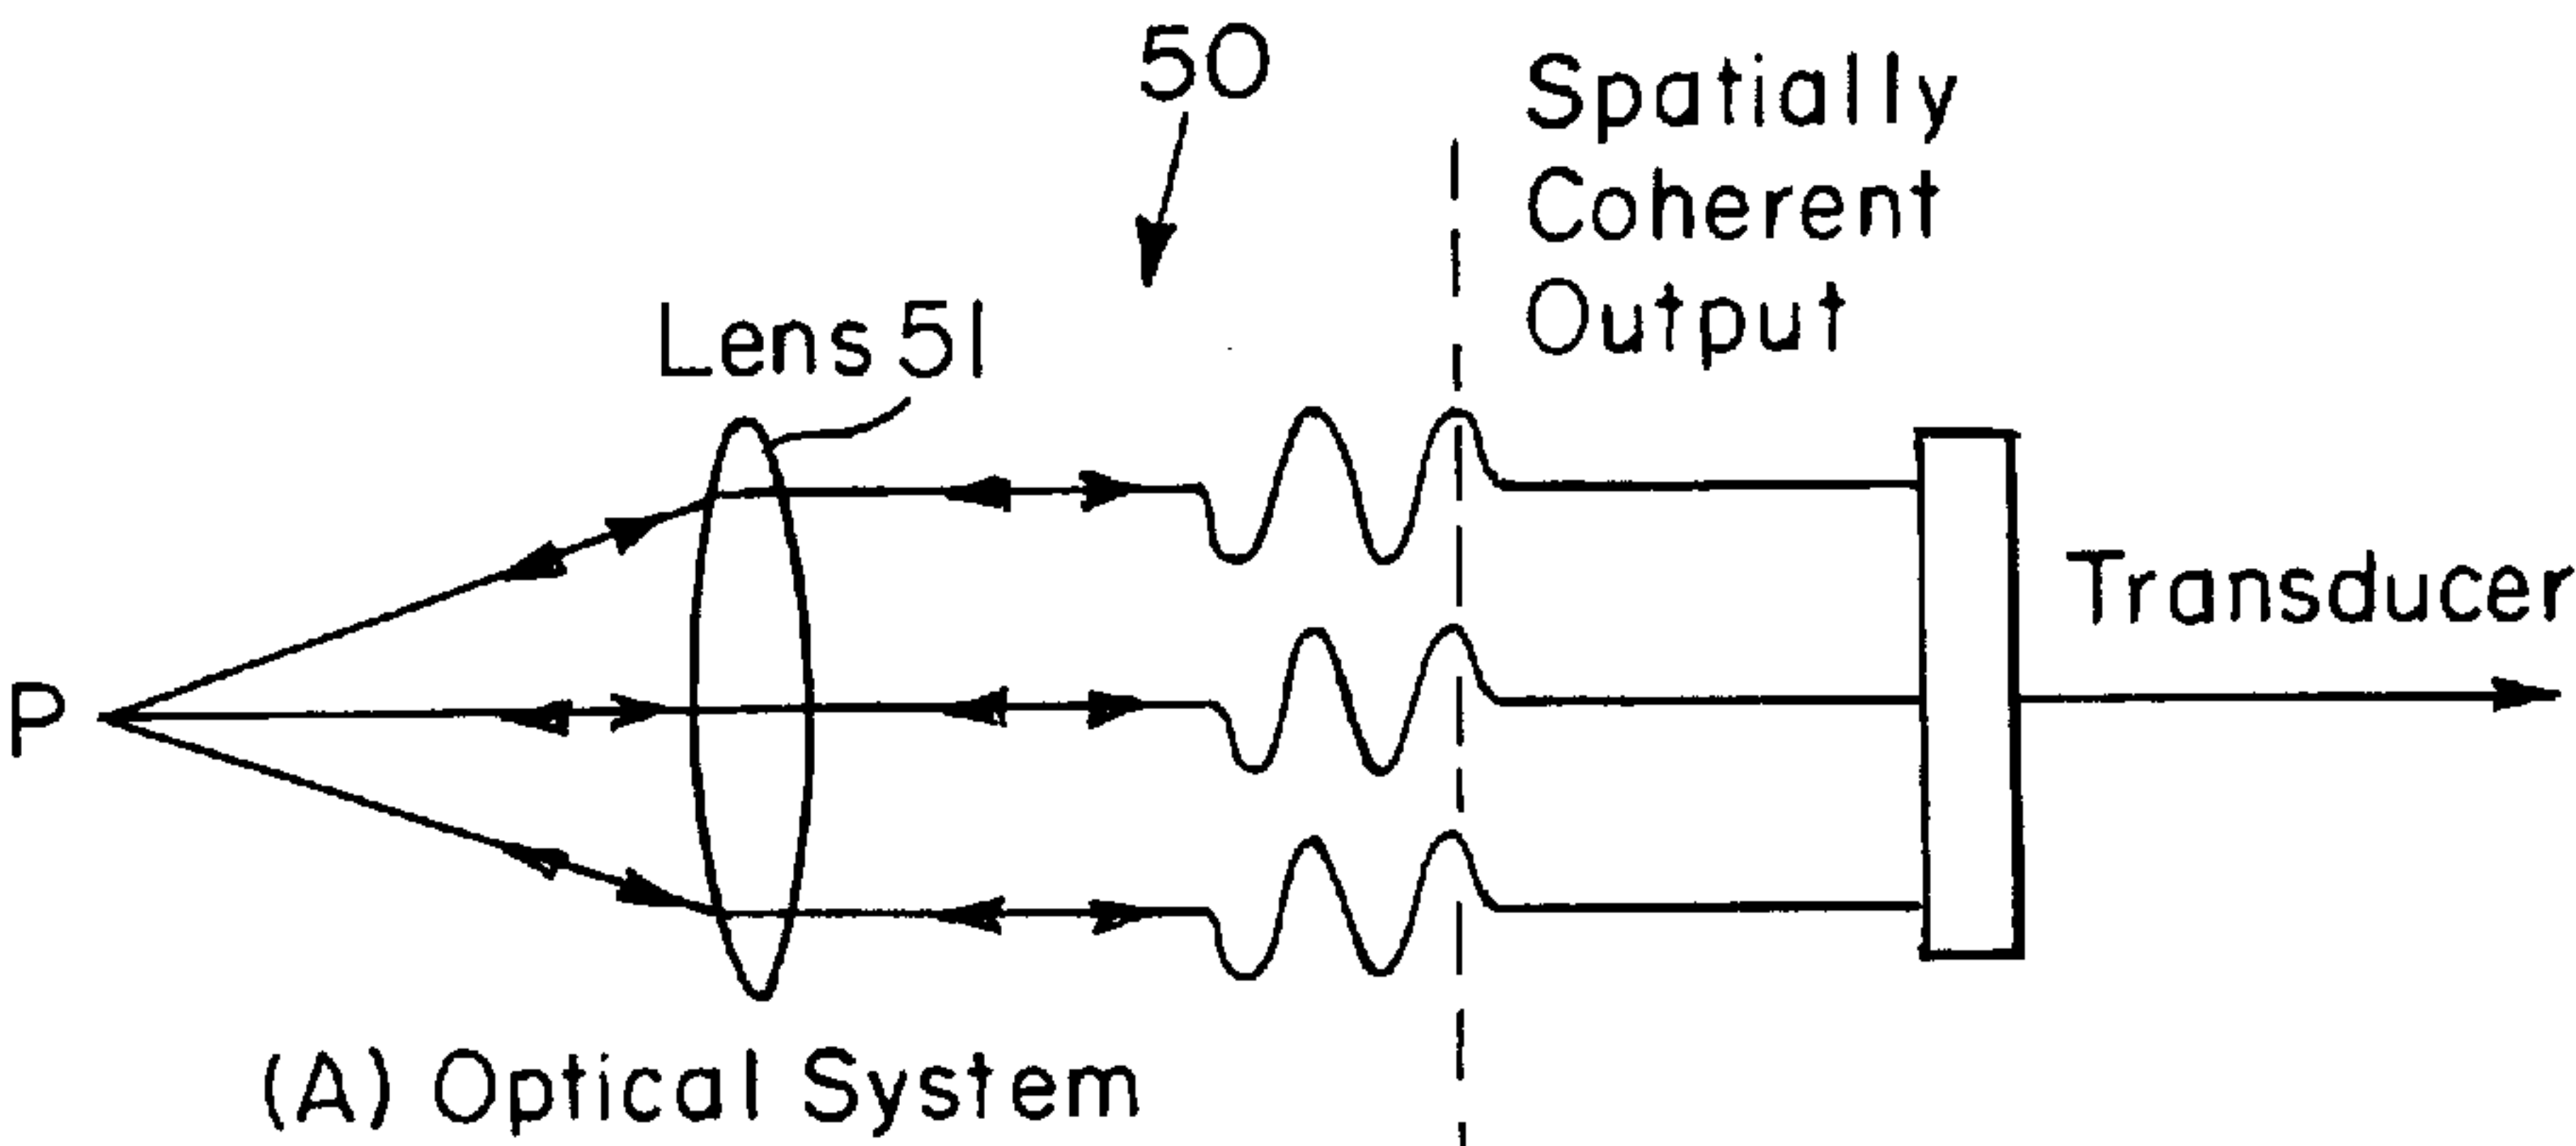 50
Spatially
Coherent
Output
Lens 51
Transducer
P
(A) Optical System